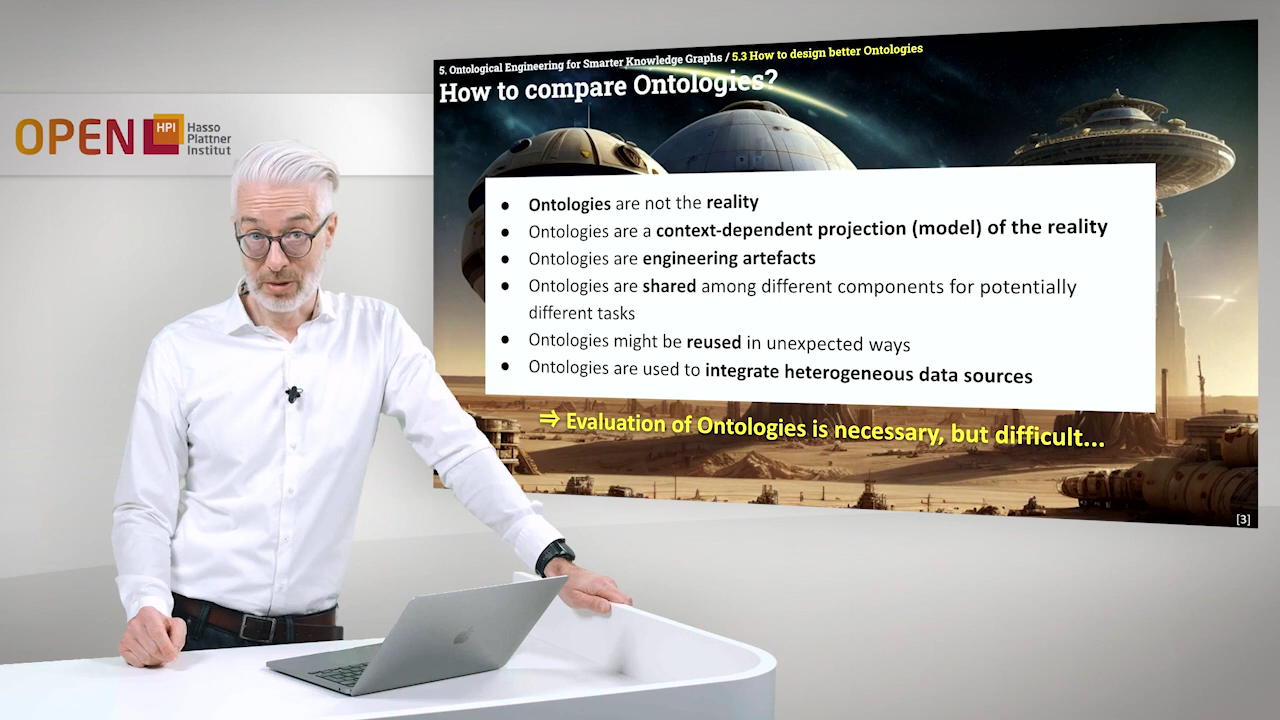 OPEN HPI Hasso
Plattner
Institut
5. Ontological Engineering for Smarter Knowledge Graphs / 5.3 How to design better Ontologies
How to compare Ontologies?
● Ontologies are not the reality
● Ontologies are a context-dependent projection (model) of the reality
● Ontologies are engineering artefacts
● Ontologies are shared among different components for potentially
different tasks
● Ontologies might be reused in unexpected ways
● Ontologies are used to integrate heterogeneous data sources
⇒ Evaluation of Ontologies is necessary, but difficult...
[3]